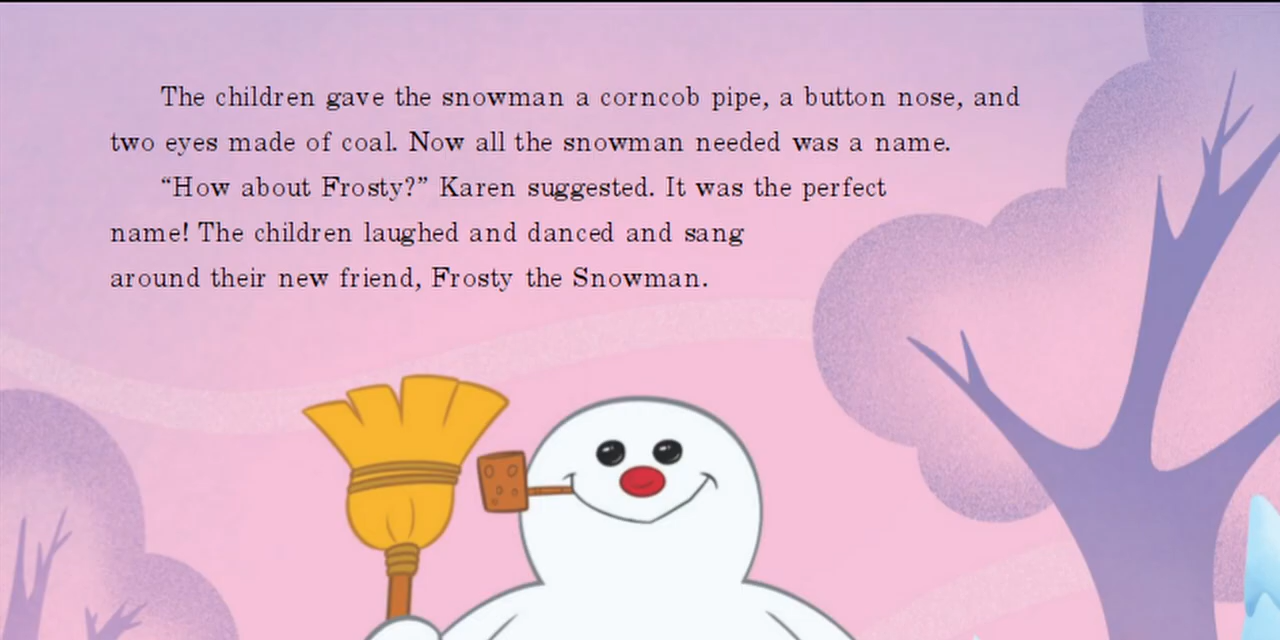 The children gave the snowman a corncob pipe, a button nose, and
two eyes made of coal. Now all the snowman needed was a name.
“How about Frosty?” Karen suggested. It was the perfect
name! The children laughed and danced and sang
around their new friend, Frosty the Snowman.